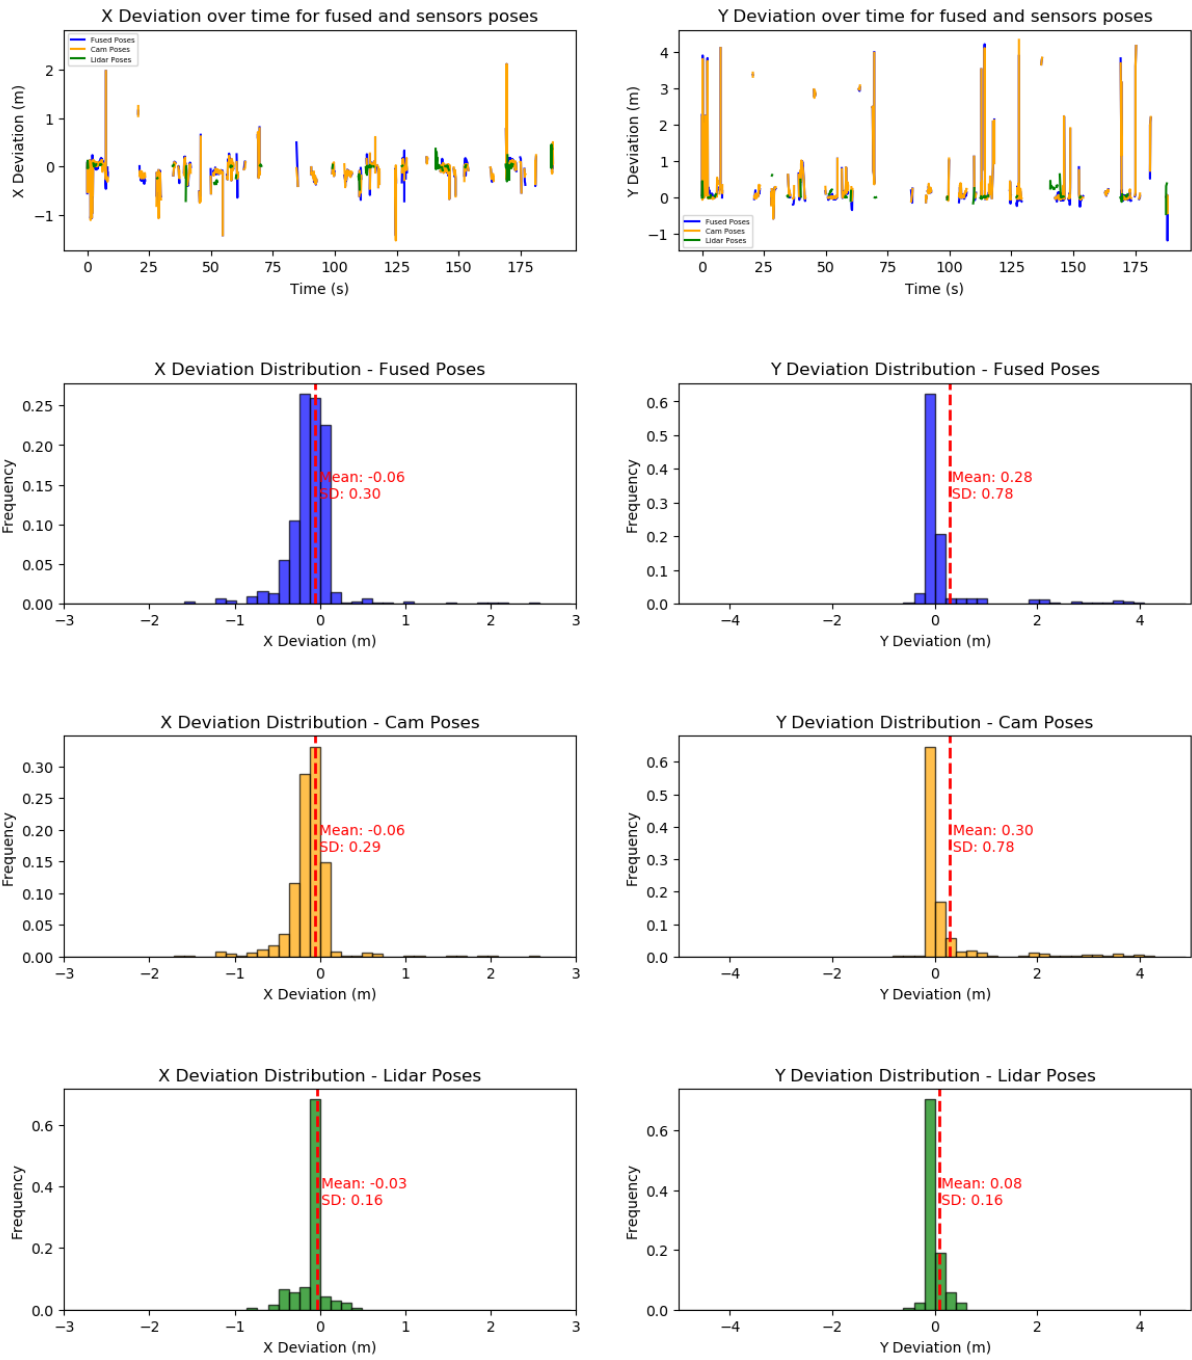 X Deviation over time for fused and sensors poses
Fused Poses
Cam Poses
Lidar Poses
2
1
0
−1
X Deviation (m)
0 25 50 75 100 125 150 175
Time (s)
Y Deviation over time for fused and sensors poses
4
3
2
1
0
−1
Y Deviation (m)
Fused Poses
Cam Poses
Lidar Poses
0 25 50 75 100 125 150 175
Time (s)
X Deviation Distribution - Fused Poses
0.25
0.20
0.15
0.10
0.05
0.00
Frequency
Mean: -0.06
SD: 0.30
−3 −2 −1 0 1 2 3
X Deviation (m)
Y Deviation Distribution - Fused Poses
0.6
0.5
0.4
0.3
0.2
0.1
0.0
Frequency
Mean: 0.28
SD: 0.78
−4 −2 0 2 4
Y Deviation (m)
X Deviation Distribution - Cam Poses
0.30
0.25
0.20
0.15
0.10
0.05
0.00
Frequency
Mean: -0.06
SD: 0.29
−3 −2 −1 0 1 2 3
X Deviation (m)
Y Deviation Distribution - Cam Poses
0.6
0.5
0.4
0.3
0.2
0.1
0.0
Frequency
Mean: 0.30
SD: 0.78
−4 −2 0 2 4
Y Deviation (m)
X Deviation Distribution - Lidar Poses
0.6
0.4
0.2
0.0
Frequency
Mean: -0.03
SD: 0.16
−3 −2 −1 0 1 2 3
X Deviation (m)
Y Deviation Distribution - Lidar Poses
0.6
0.4
0.2
0.0
Frequency
Mean: 0.08
SD: 0.16
−4 −2 0 2 4
Y Deviation (m)